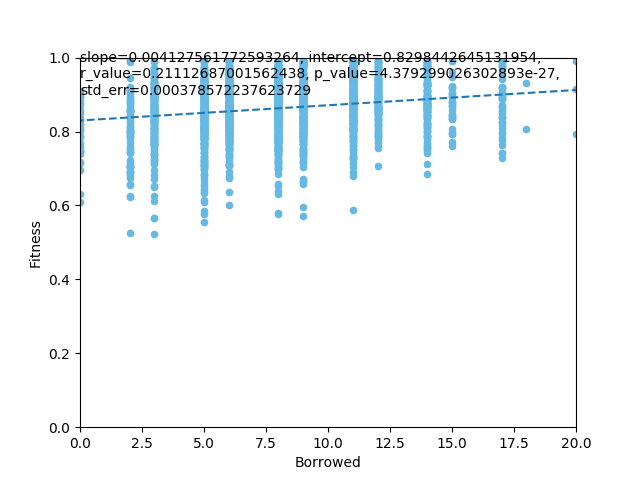 slope=0.004127561772593264, intercept=0.8298442645131954,
r_value=0.21112687001562438, p_value=4.379299026302893e-27,
std_err=0.000378572237623729
1.0
0.8
0.6
0.4
0.2
0.0
Fitness
0.0 2.5 5.0 7.5 10.0 12.5 15.0 17.5 20.0
Borrowed